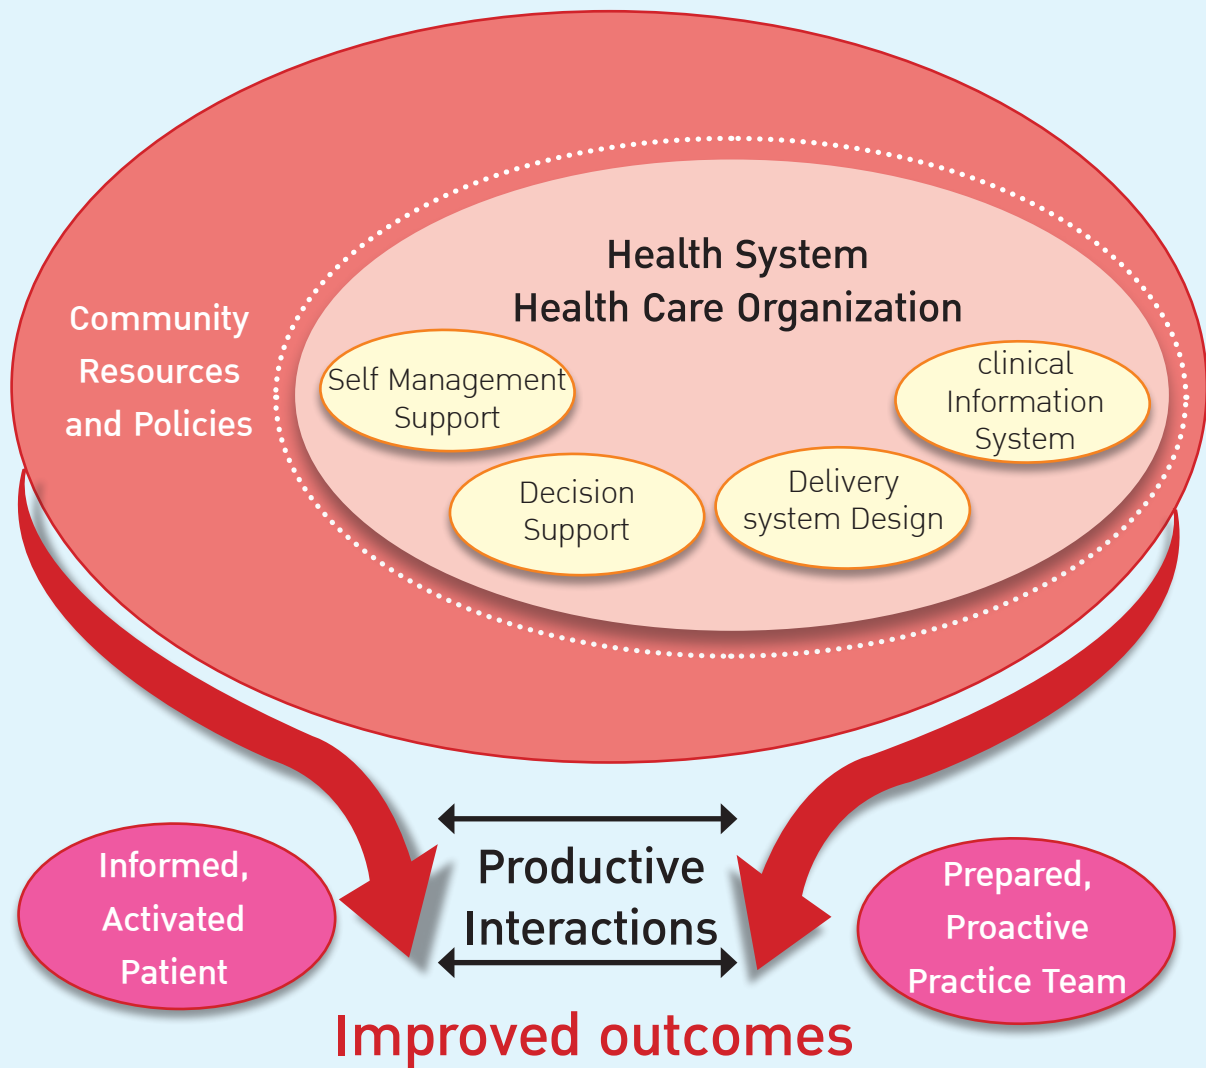 Health System
Health Care Organization
Community
Resources
and Policies
Self Management
Support
Decision
Support
Delivery
system Design
clinical
Information
System
Informed,
Activated
Patient
Productive
Interactions
Prepared,
Proactive
Practice Team
Improved outcomes